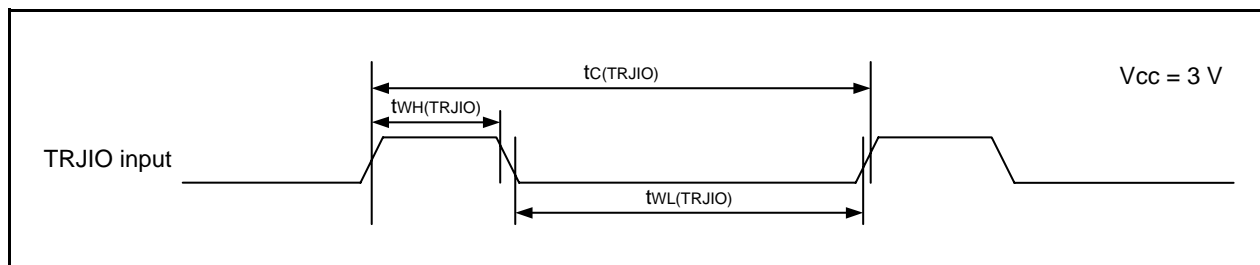 tC(TRJIO)
Vcc = 3 V
tWH(TRJIO)
TRJIO input
tWL(TRJIO)